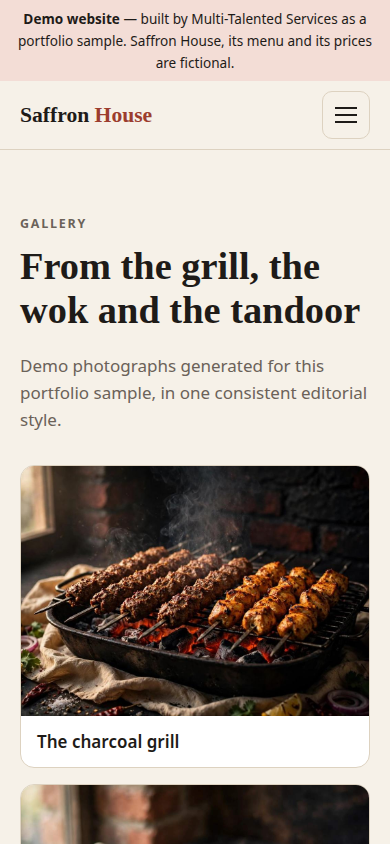 Demo website — built by Multi-Talented Services as a
portfolio sample. Saffron House, its menu and its prices
are fictional.
Saffron House
GALLERY
From the grill, the
wok and the tandoor
Demo photographs generated for this
portfolio sample, in one consistent editorial
style.
The charcoal grill